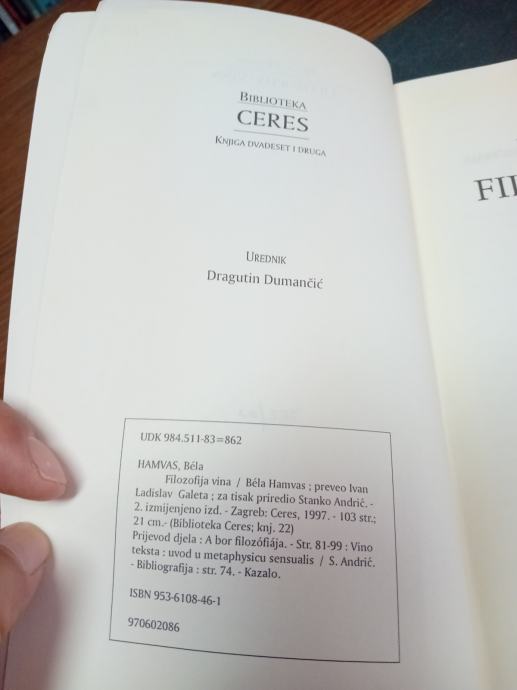 BIBLIOTEKA
CERES
KNJIGA DVADESET I DRUGA
UREDNIK
Dragutin Dumančić
UDK 984.511-83=862
HAMVAS, Béla
Filozofija vina / Béla Hamvas ; preveo Ivan
Ladislav Galeta ; za tisak priredio Stanko Andrić. -
2. izmijenjeno izd. - Zagreb: Ceres, 1997. - 103 str.;
21 cm.- (Biblioteka Ceres; knj. 22)
Prijevod djela : A bor filozófiája. - Str. 81-99 : Vino
teksta : uvod u metaphysicu sensualis / S. Andrić.
- Bibliografija : str. 74. - Kazalo.
ISBN 953-6108-46-1
970602086